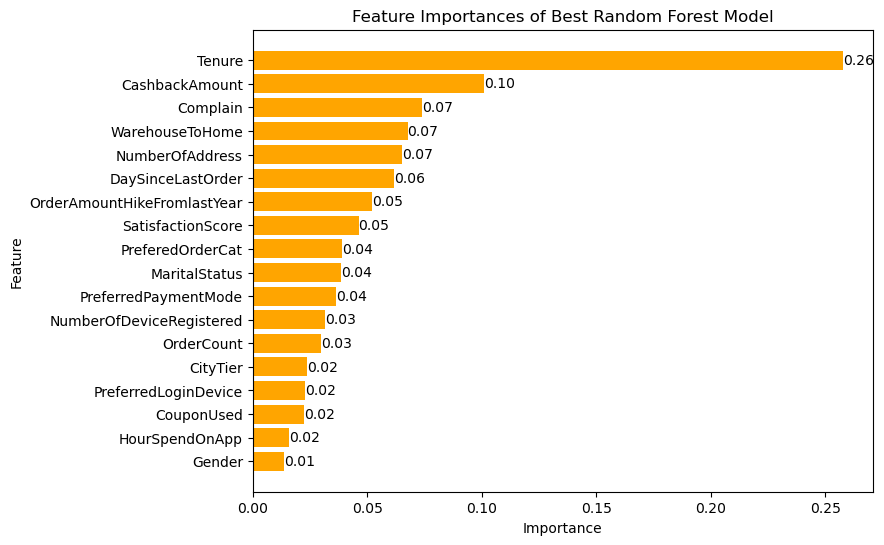 Feature Importances of Best Random Forest Model
Feature
Tenure 0.26
CashbackAmount 0.10
Complain 0.07
WarehouseToHome 0.07
NumberOfAddress 0.07
DaySinceLastOrder 0.06
OrderAmountHikeFromlastYear 0.05
SatisfactionScore 0.05
PreferedOrderCat 0.04
MaritalStatus 0.04
PreferredPaymentMode 0.04
NumberOfDeviceRegistered 0.03
OrderCount 0.03
CityTier 0.02
PreferredLoginDevice 0.02
CouponUsed 0.02
HourSpendOnApp 0.02
Gender 0.01
0.00 0.05 0.10 0.15 0.20 0.25
Importance